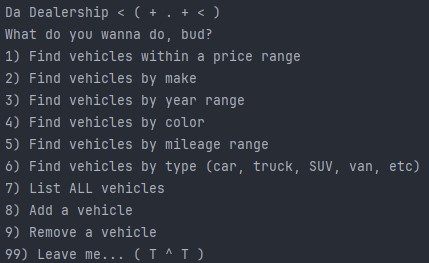 Da Dealership < ( + . + < )
What do you wanna do, bud?
1) Find vehicles within a price range
2) Find vehicles by make
3) Find vehicles by year range
4) Find vehicles by color
5) Find vehicles by mileage range
6) Find vehicles by type (car, truck, SUV, van, etc)
7) List ALL vehicles
8) Add a vehicle
9) Remove a vehicle
99) Leave me... ( T ^ T )